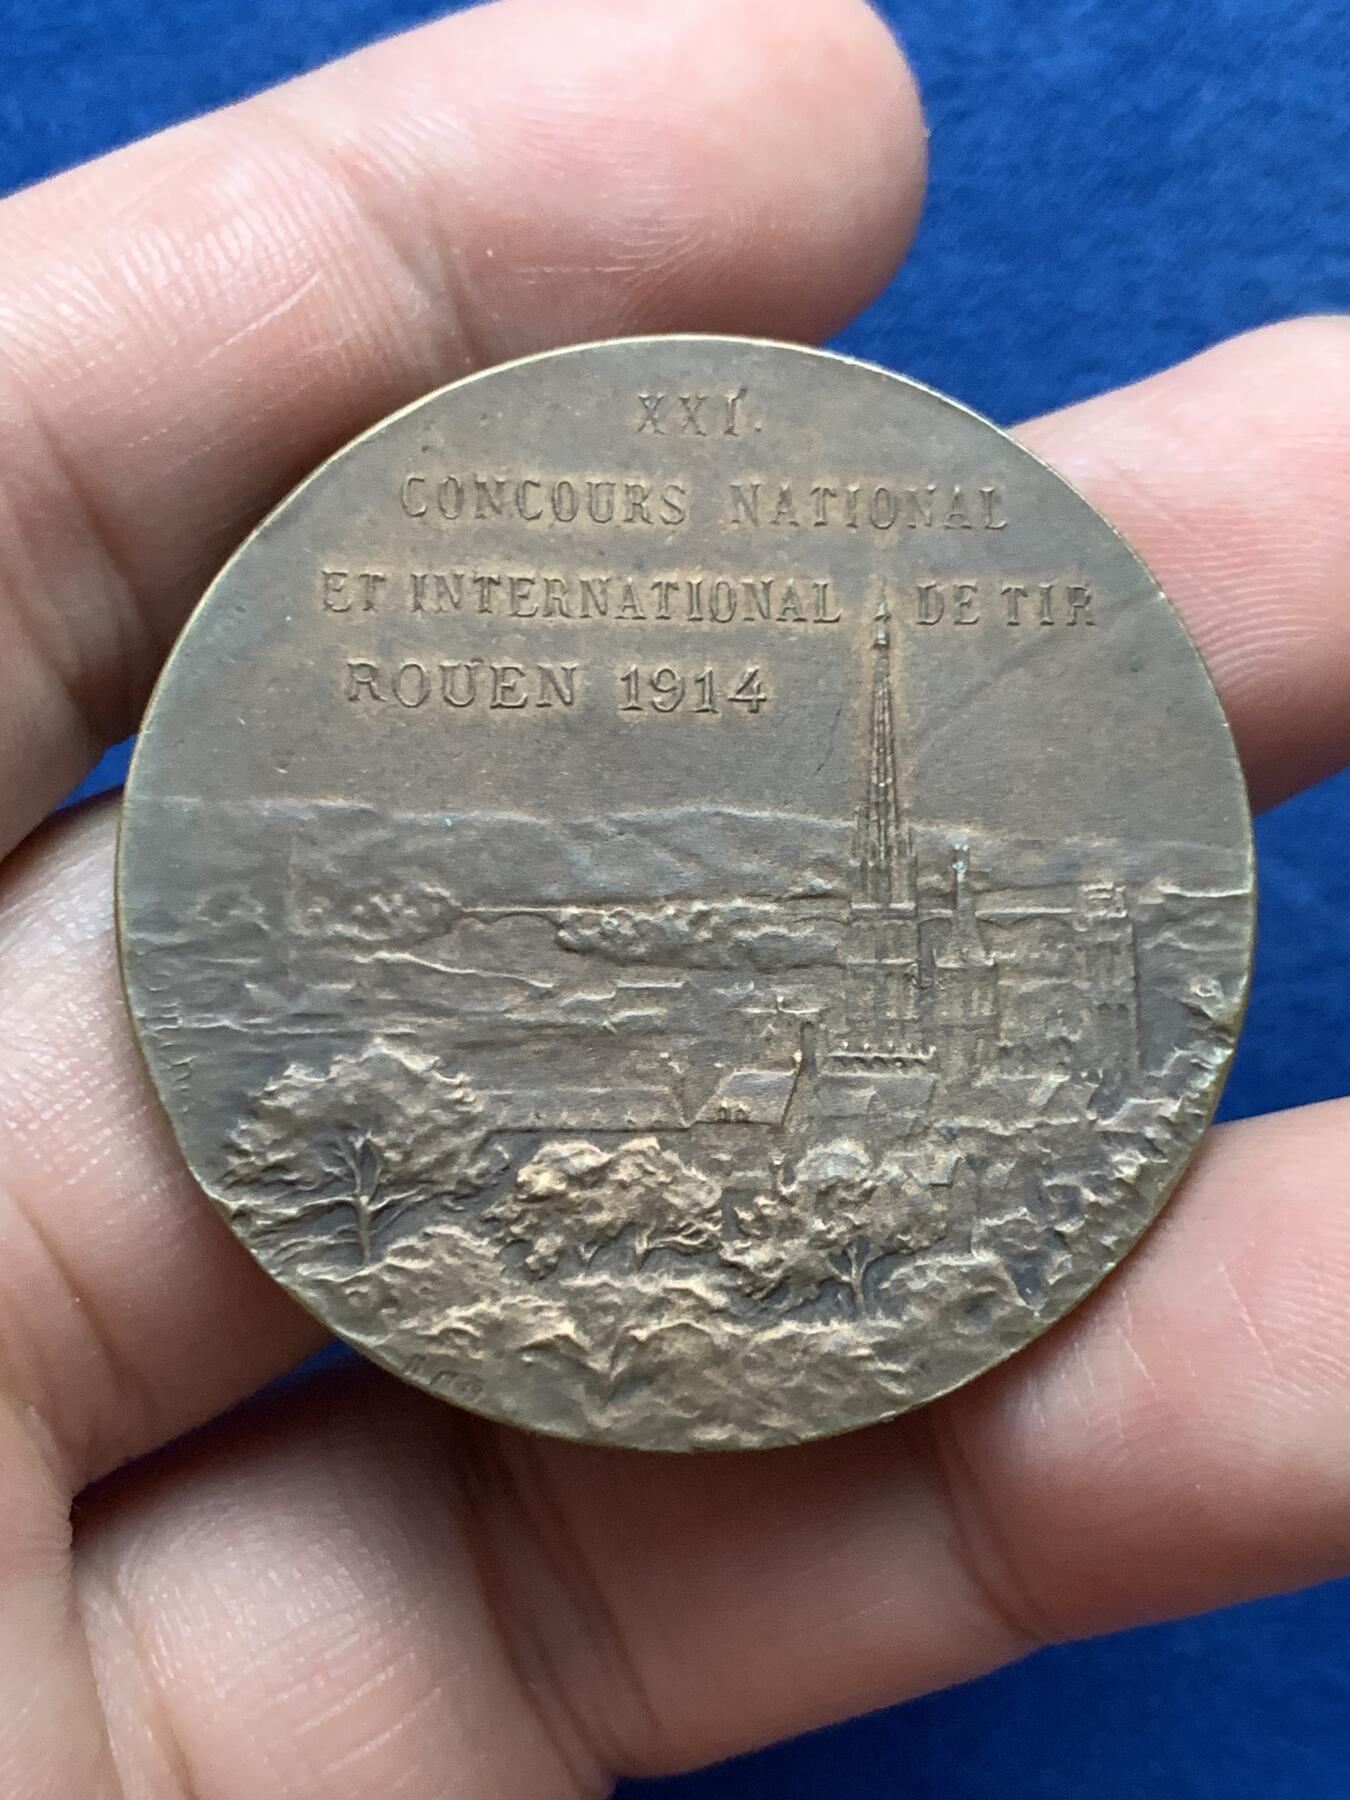 XXI.
CONCOURS NATIONAL
ET INTERNATIONAL DE TIR
ROUEN 1914